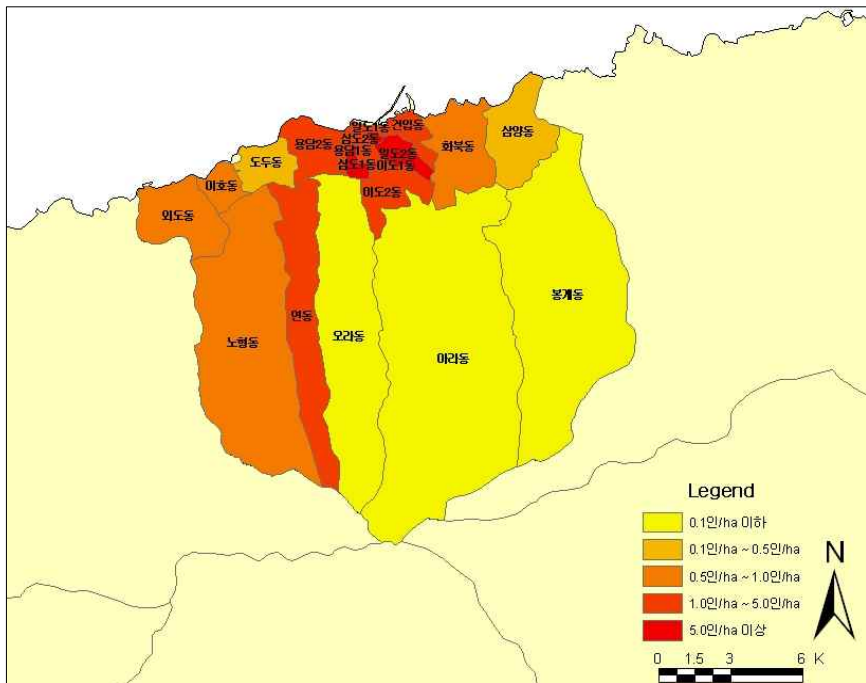 일도1동
건입동
용담2동
삼도2동
화북동
삼양동
용담1동
일도2동
도두동
삼도1동
이도1동
이호동
이도2동
외도동
봉개동
연동
오라동
노형동
아라동
Legend
0.1인/ha 이하
0.1인/ha ~ 0.5인/ha
0.5인/ha ~ 1.0인/ha
1.0인/ha ~ 5.0인/ha
5.0인/ha 이상
N
0 1.5 3 6 K